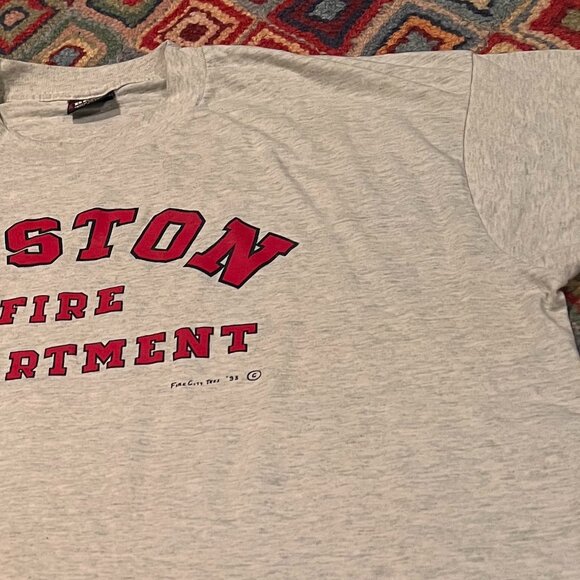 STON
FIRE
RTMENT
FIRE CITY TEES '93 ©